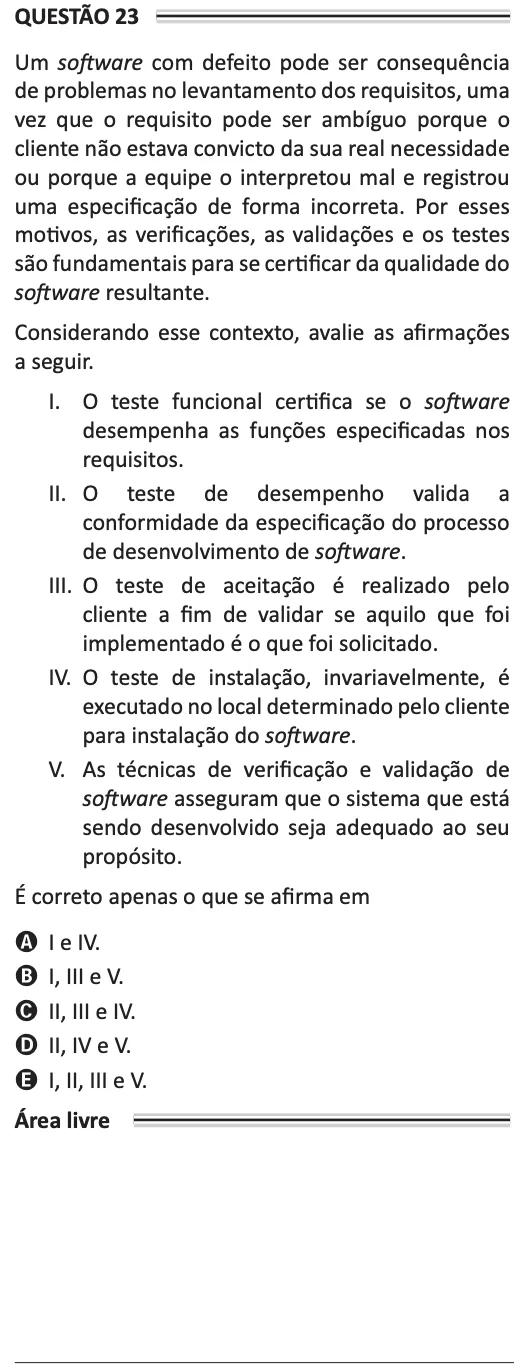 QUESTÃO 23
Um software com defeito pode ser consequência
de problemas no levantamento dos requisitos, uma
vez que o requisito pode ser ambíguo porque o
cliente não estava convicto da sua real necessidade
ou porque a equipe o interpretou mal e registrou
uma especificação de forma incorreta. Por esses
motivos, as verificações, as validações e os testes
são fundamentais para se certificar da qualidade do
software resultante.
Considerando esse contexto, avalie as afirmações
a seguir.
I. O teste funcional certifica se o software
desempenha as funções especificadas nos
requisitos.
II. O teste de desempenho valida a
conformidade da especificação do processo
de desenvolvimento de software.
III. O teste de aceitação é realizado pelo
cliente a fim de validar se aquilo que foi
implementado é o que foi solicitado.
IV. O teste de instalação, invariavelmente, é
executado no local determinado pelo cliente
para instalação do software.
V. As técnicas de verificação e validação de
software asseguram que o sistema que está
sendo desenvolvido seja adequado ao seu
propósito.
É correto apenas o que se afirma em
A I e IV.
B I, III e V.
C II, III e IV.
D II, IV e V.
E I, II, III e V.
Área livre